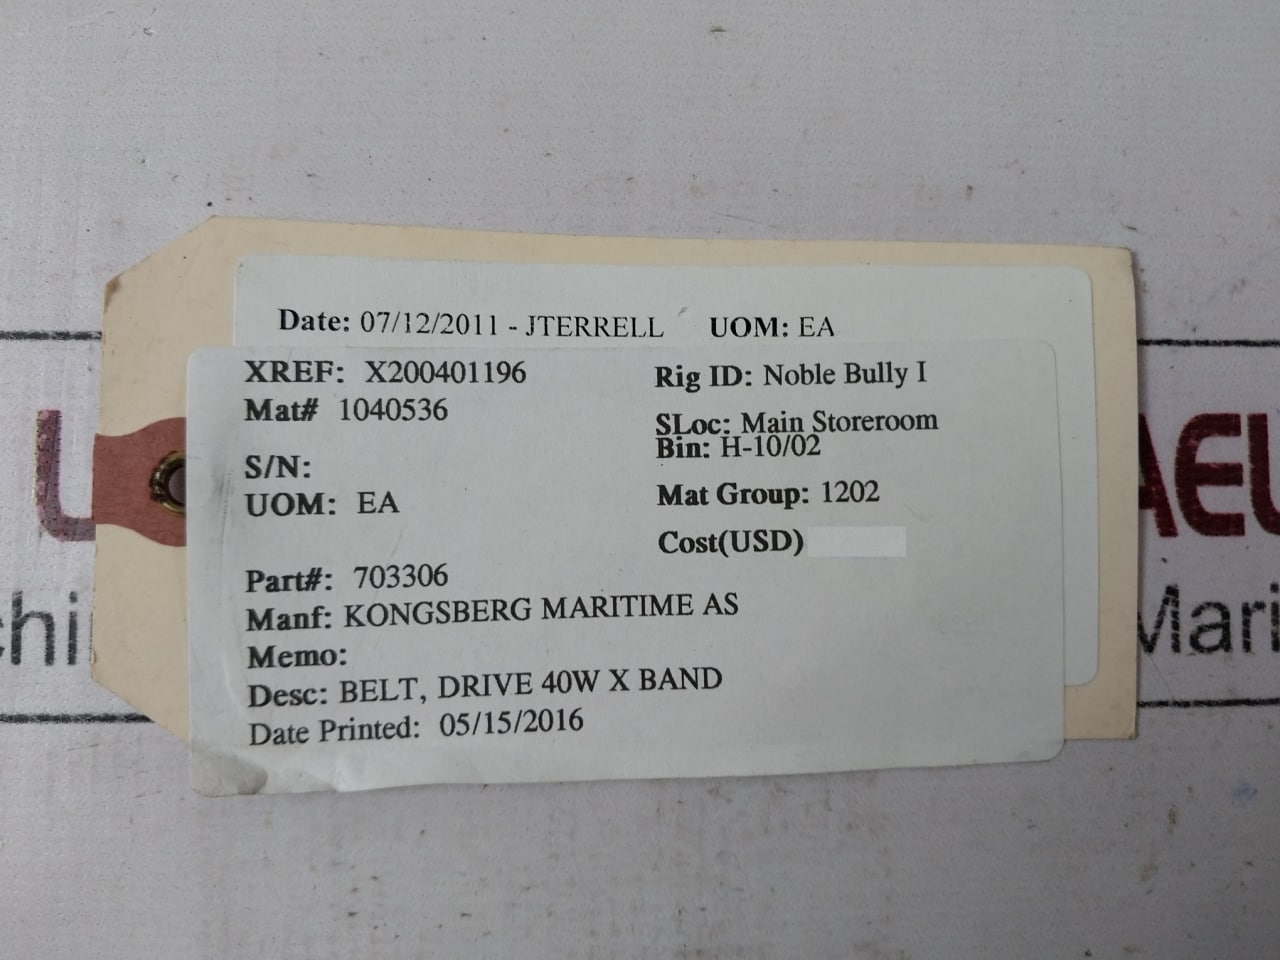 Date: 07/12/2011 - JTERRELL UOM: EA
XREF: X200401196 Rig ID: Noble Bully I
Mat# 1040536
SLoc: Main Storeroom
Bin: H-10/02
S/N:
UOM: EA Mat Group: 1202
Cost(USD)
Part#: 703306
Manf: KONGSBERG MARITIME AS
Memo:
Desc: BELT, DRIVE 40W X BAND
Date Printed: 05/15/2016